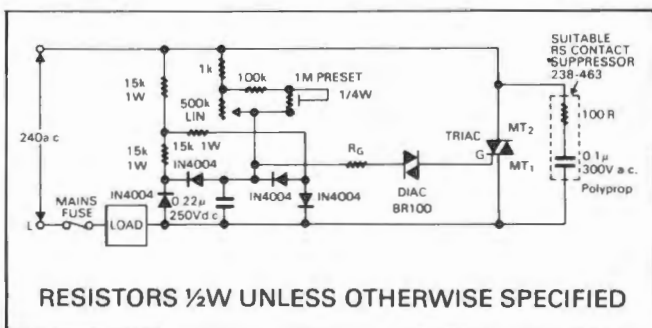 SUITABLE
RS CONTACT
SUPPRESSOR
238-463
1k
100k
1M PRESET
1/4W
15k
1W
500k
LIN
100R
15k 1W
TRIAC
MT2
240a c
15k
1W
RG
G
MT1
0.1μ
300V a.c.
IN4004
Polyprop
MAINS
FUSE
IN4004
0.22μ
250Vd c
IN4004
IN4004
DIAC
BR100
L
LOAD
RESISTORS ½W UNLESS OTHERWISE SPECIFIED